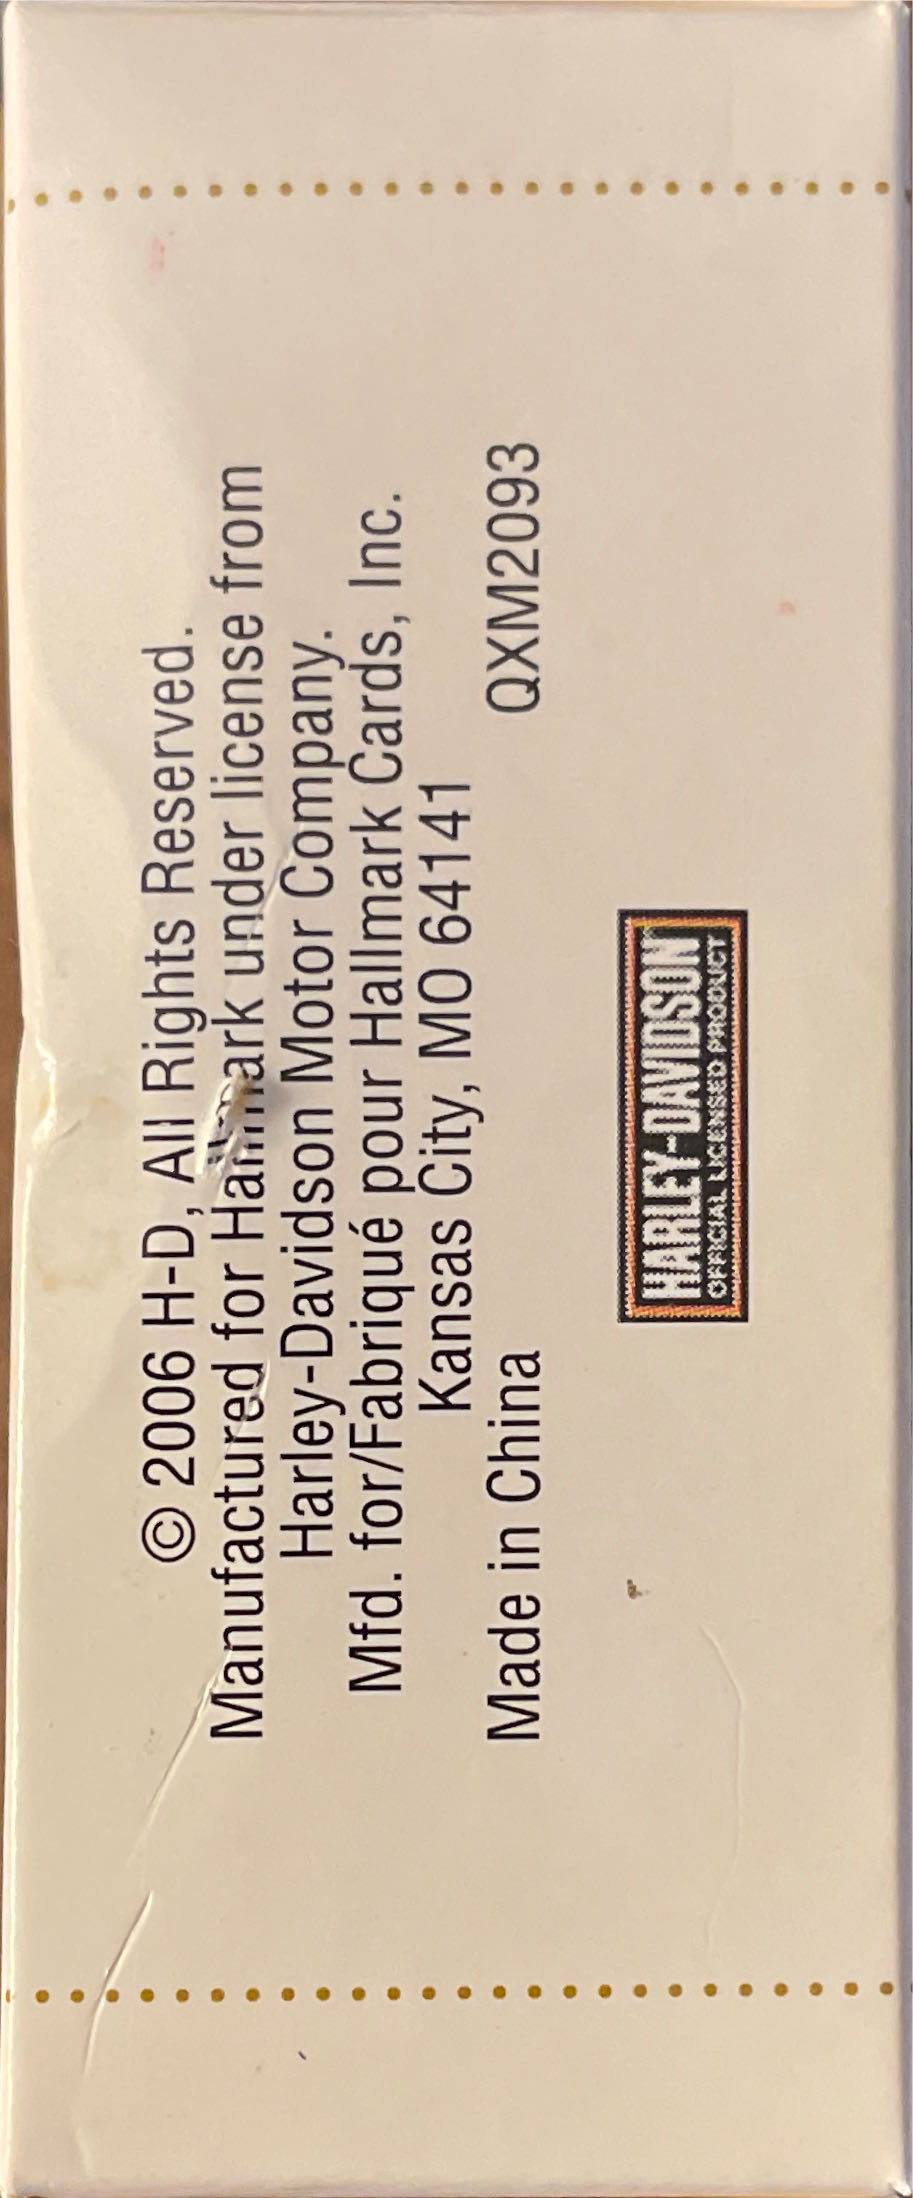 © 2006 H-D, All Rights Reserved.
Manufactured for Hallmark under license from
Harley-Davidson Motor Company.
Mfd. for/Fabriqué pour Hallmark Cards, Inc.
Kansas City, MO 64141
Made in China QXM2093
HARLEY-DAVIDSON
OFFICIAL LICENSED PRODUCT